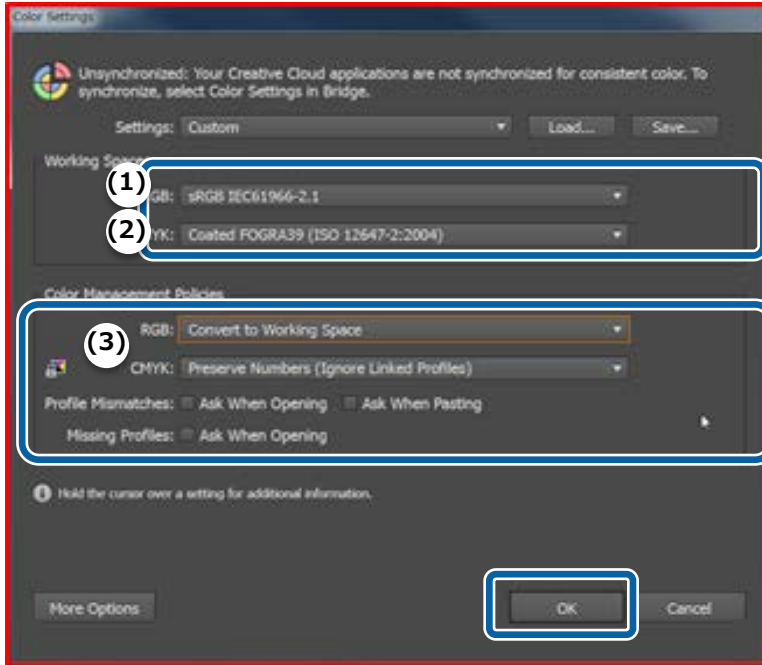 Color Settings
Unsynchronized: Your Creative Cloud applications are not synchronized for consistent color. To
synchronize, select Color Settings in Bridge.
Settings: Custom Load... Save...
Working Space
(1) GB: sRGB IEC61966-2.1
(2) YK: Coated FOGRA39 (ISO 12647-2:2004)
Color Management Policies
(3) RGB: Convert to Working Space
CMYK: Preserve Numbers (Ignore Linked Profiles)
Profile Mismatches: Ask When Opening Ask When Pasting
Missing Profiles: Ask When Opening
Hold the cursor over a setting for additional information.
More Options OK Cancel